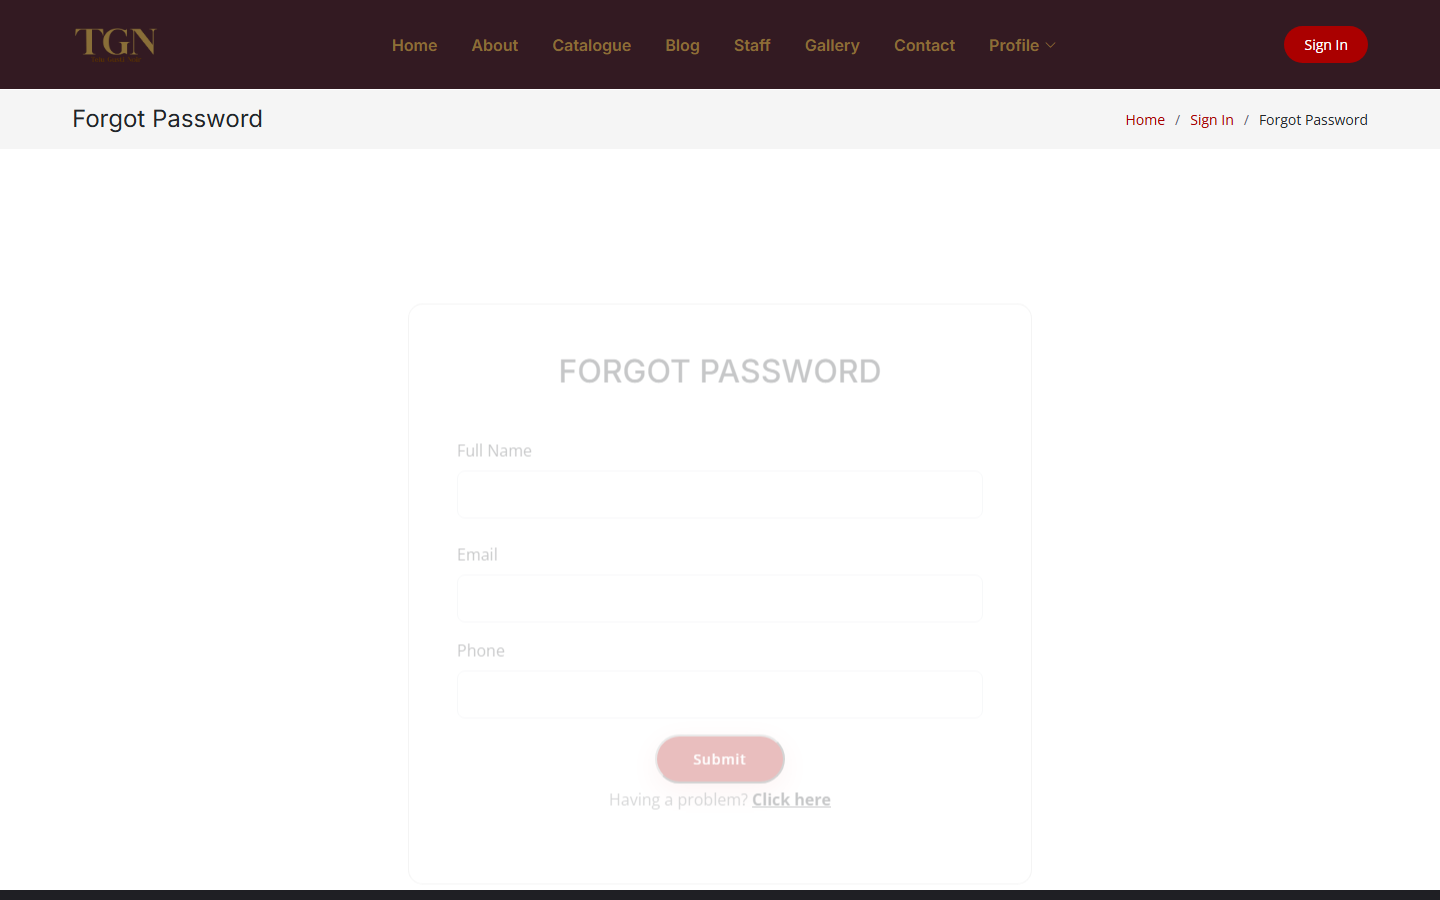 TGN
Home About Catalogue Blog Staff Gallery Contact Profile
Sign In
Forgot Password
Home / Sign In / Forgot Password
FORGOT PASSWORD
Full Name
Email
Phone
Submit
Having a problem? Click here